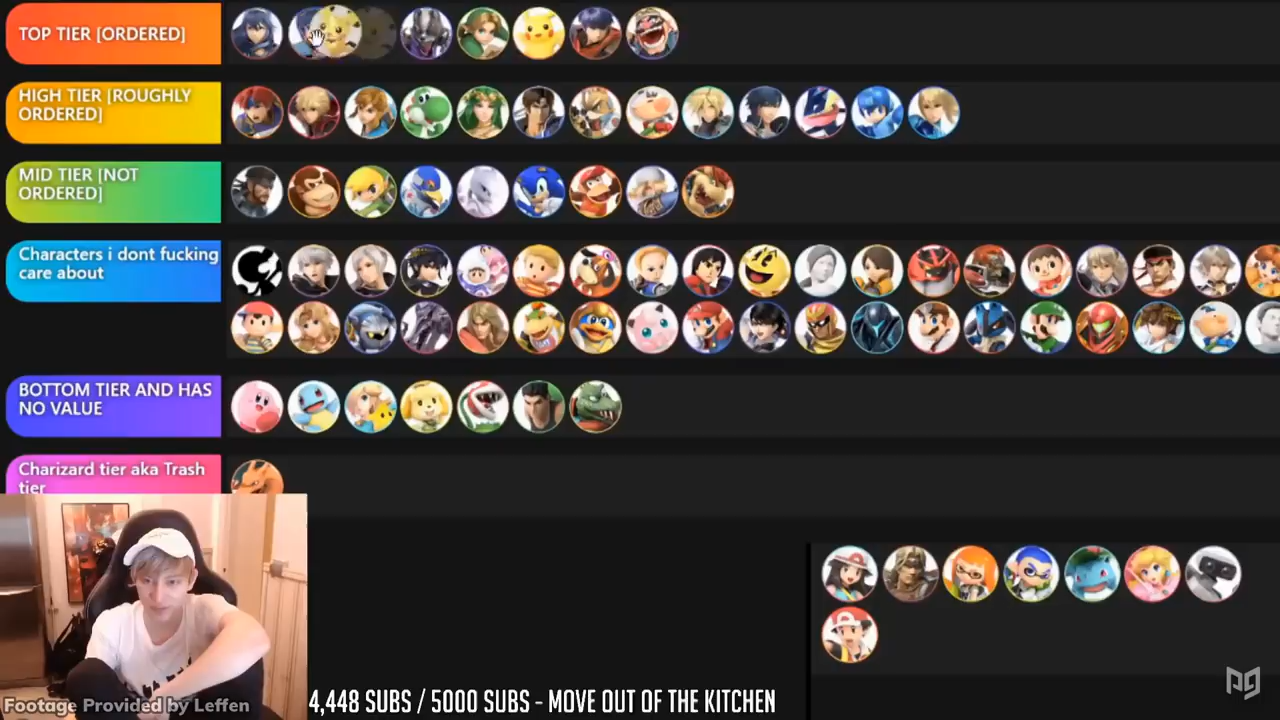 TOP TIER [ORDERED]
HIGH TIER [ROUGHLY
ORDERED]
MID TIER [NOT
ORDERED]
Characters i dont fucking
care about
BOTTOM TIER AND HAS
NO VALUE
Charizard tier aka Trash
tier
Footage Provided by Leffen
4,448 SUBS / 5000 SUBS - MOVE OUT OF THE KITCHEN
PG